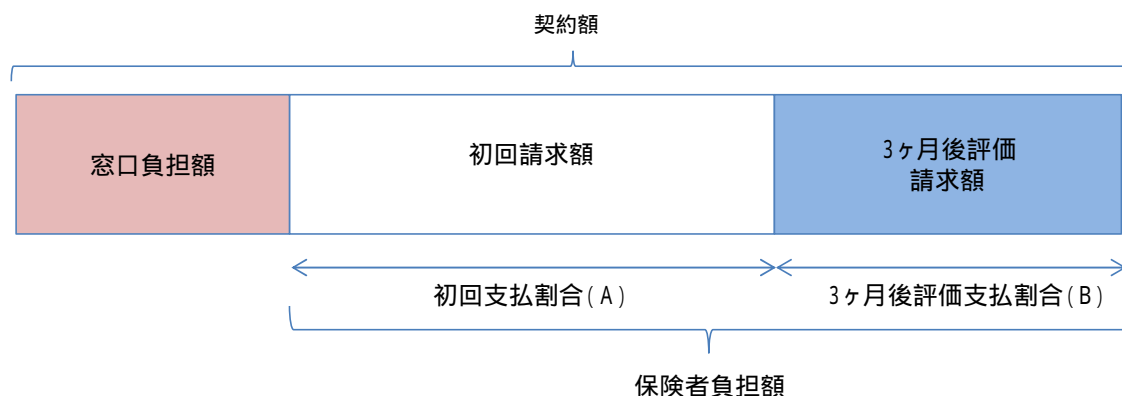 契約額
窓口負担額
初回請求額
3ヶ月後評価
請求額
初回支払割合(A)
3ヶ月後評価支払割合(B)
保険者負担額